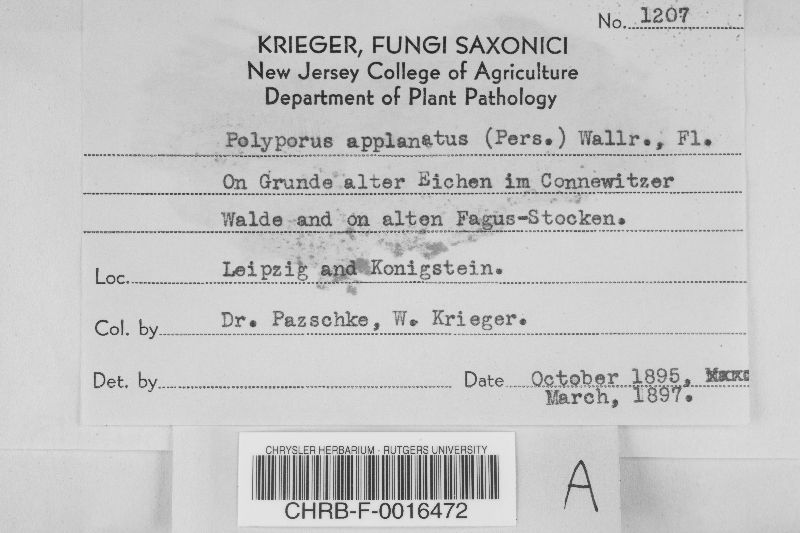 No. 1207
KRIEGER, FUNGI SAXONICI
New Jersey College of Agriculture
Department of Plant Pathology
Polyporus applanatus (Pers.) Wallr., Fl.
On Grunde alter Eichen im Connewitzer
Walde and on alten Fagus-Stocken.
Loc. Leipzig and Konigstein.
Col. by Dr. Pazschke, W. Krieger.
Det. by Date October 1895,
March, 1897.
CHRYSLER HERBARIUM - RUTGERS UNIVERSITY
CHRB-F-0016472
A